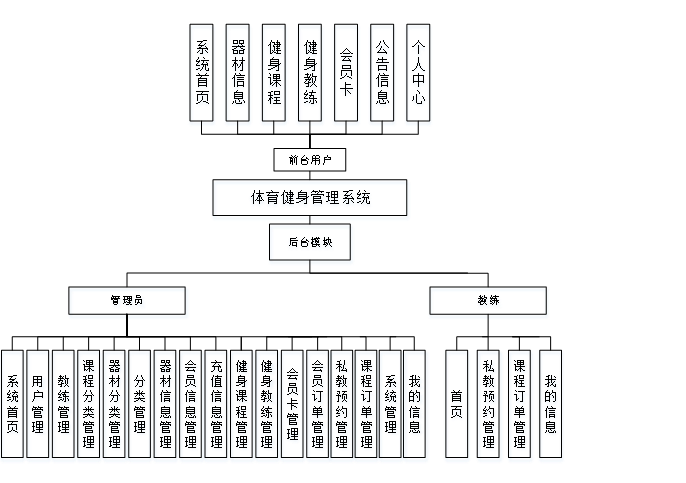 系统首页
器材信息
健身课程
健身教练
会员卡
公告信息
个人中心
前台用户
体育健身管理系统
后台模块
管理员
教练
系统首页
用户管理
教练管理
课程分类管理
器材分类管理
分类管理
器材信息管理
会员信息管理
充值信息管理
健身课程管理
健身教练管理
会员卡管理
会员订单管理
私教预约管理
课程订单管理
系统管理
我的信息
首页
私教预约管理
课程订单管理
我的信息